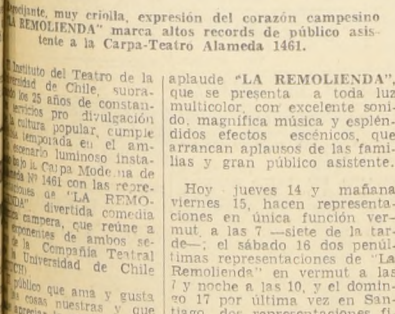 muy criolla, expresión del corazón campesino
"LA REMOLIENDA" marca altos records de público asis-
tente a la Carpa-Teatro Alameda 1461.
Instituto del Teatro de la
de Chile,
los 25 años de constan-
pro divulgación
cultura popular, cumple
temporada en el am-
escenario luminoso insta-
Carpa Moderna de
Nº 1461 con las repre-
de "LA REMO-
divertida comedia
campera, que reúne a
de ambos se-
la Compañía Teatral
Universidad de Chile
público que ama y gusta
cosas nuestras y que
aplaude "LA REMOLIENDA",
que se presenta a toda luz
multicolor, con excelente soni-
do, magnífica música y esplén-
didos efectos escénicos, que
arrancan aplausos de las fami-
lias y gran público asistente.
Hoy jueves 14 y mañana
viernes 15, hacen representa-
ciones en única función ver-
mut, a las 7 —siete de la tar-
de—; el sábado 16 dos penúl-
timas representaciones de "La
Remolienda" en vermut a las
7 y noche a las 10, y el domin-
go 17 por última vez en San-
tiago, dos representaciones